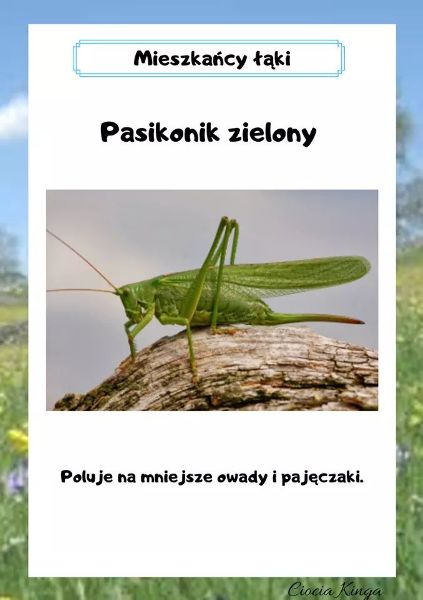 Mieszkańcy łąki
Pasikonik zielony
Poluje na mniejsze owady i pajęczaki.
Ciocia Kinga